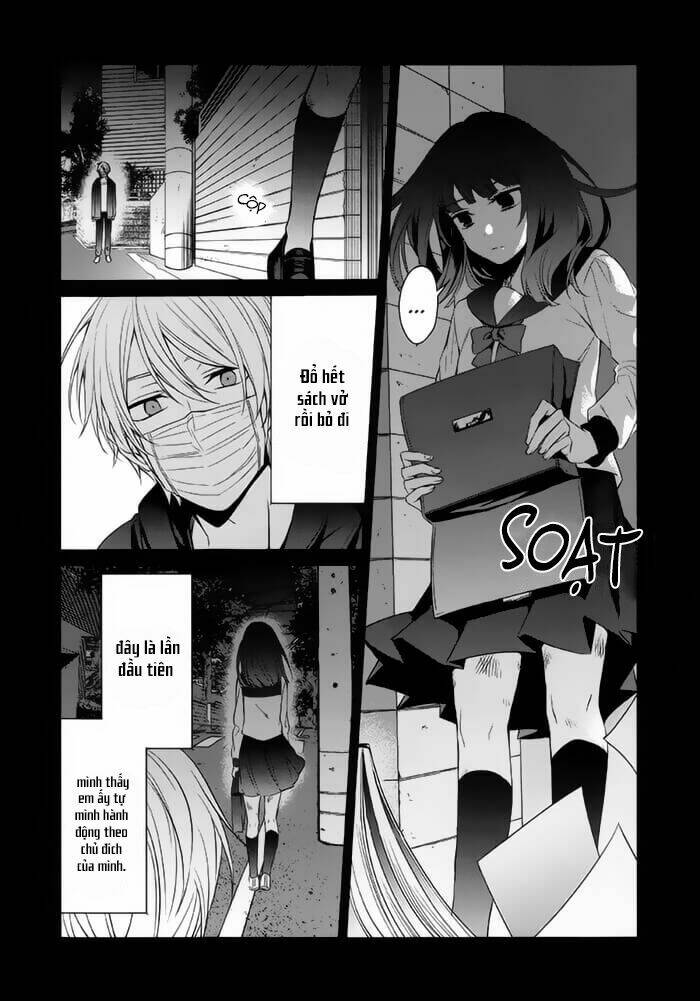 ...
SOẠT
CỘP
Đổ hết
sách vở
rồi bỏ đi
đây là lần
đầu tiên
mình thấy
em ấy tự
mình hành
động theo
chủ đích
của mình.